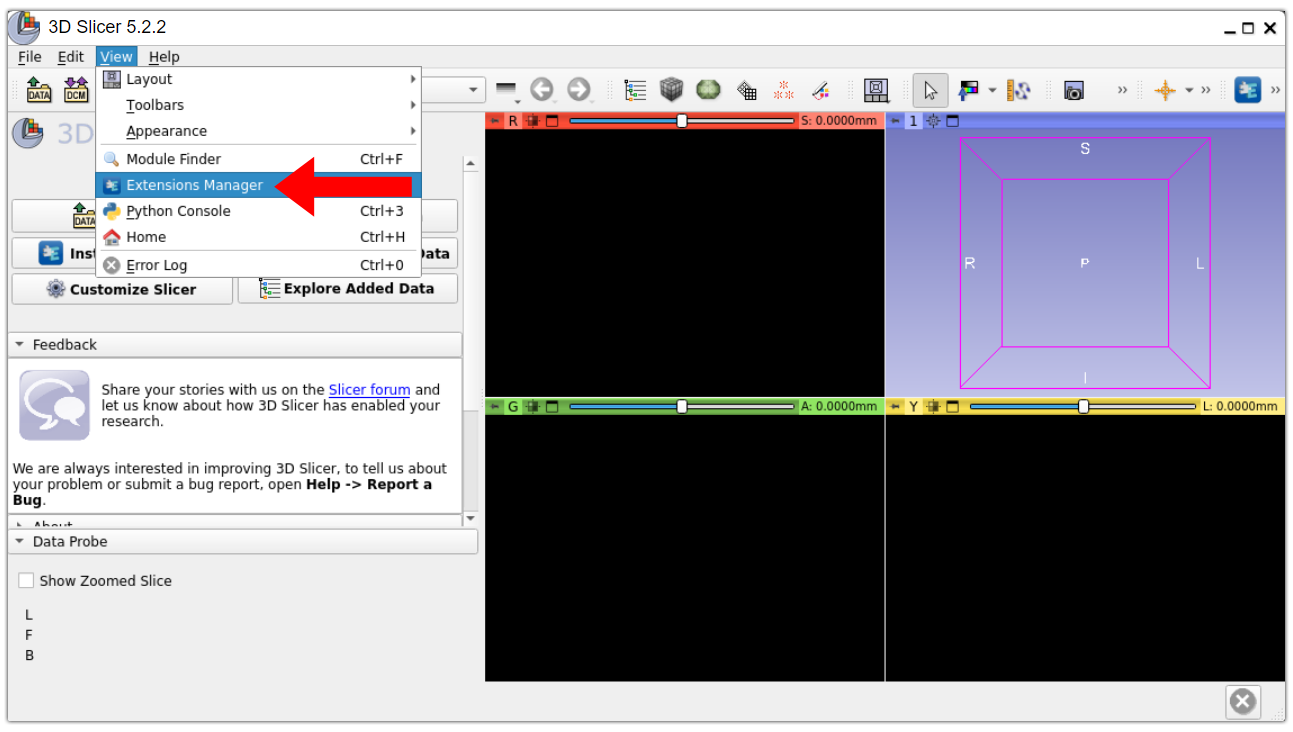 3D Slicer 5.2.2
File Edit View Help
DATA DCM
Layout
Toolbars
Appearance
Module Finder Ctrl+F
Extensions Manager
Python Console Ctrl+3
Home Ctrl+H
Error Log Ctrl+0
3D
DATA
Customize Slicer Explore Added Data
Feedback
Share your stories with us on the Slicer forum and
let us know about how 3D Slicer has enabled your
research.
We are always interested in improving 3D Slicer, to tell us about
your problem or submit a bug report, open Help -> Report a
Bug.
About
Data Probe
Show Zoomed Slice
L
F
B
R S: 0.0000mm
1
S
R P L
I
G A: 0.0000mm
Y L: 0.0000mm